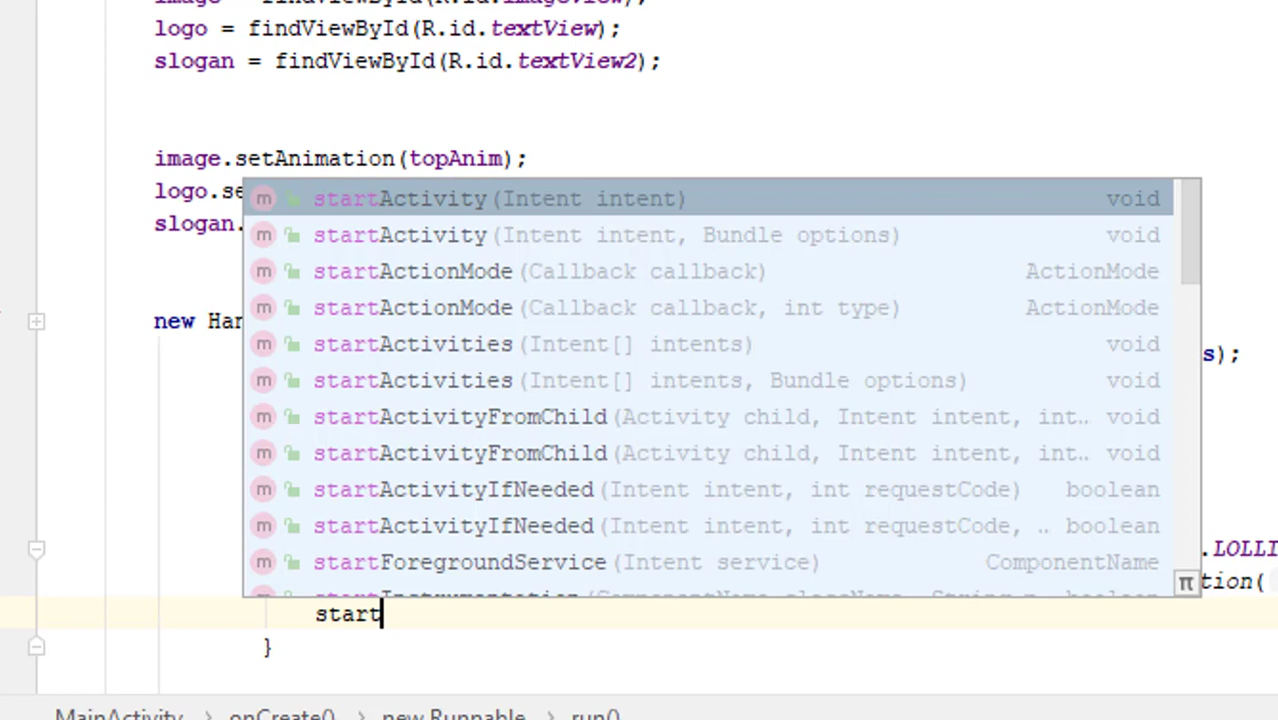 image = findViewById(R.id.imageView);
logo = findViewById(R.id.textView);
slogan = findViewById(R.id.textView2);
image.setAnimation(topAnim);
logo.se
slogan.
startActivity(Intent intent) void
startActivity(Intent intent, Bundle options) void
startActionMode(Callback callback) ActionMode
startActionMode(Callback callback, int type) ActionMode
new Har
startActivities(Intent[] intents) void
s);
startActivities(Intent[] intents, Bundle options) void
startActivityFromChild(Activity child, Intent intent, int.. void
startActivityFromChild(Activity child, Intent intent, int.. void
startActivityIfNeeded(Intent intent, int requestCode) boolean
startActivityIfNeeded(Intent intent, int requestCode, .. boolean
.LOLLI
startForegroundService(Intent service) ComponentName
tion(
start
}
MainActivity > onCreate() > new Runnable > run()